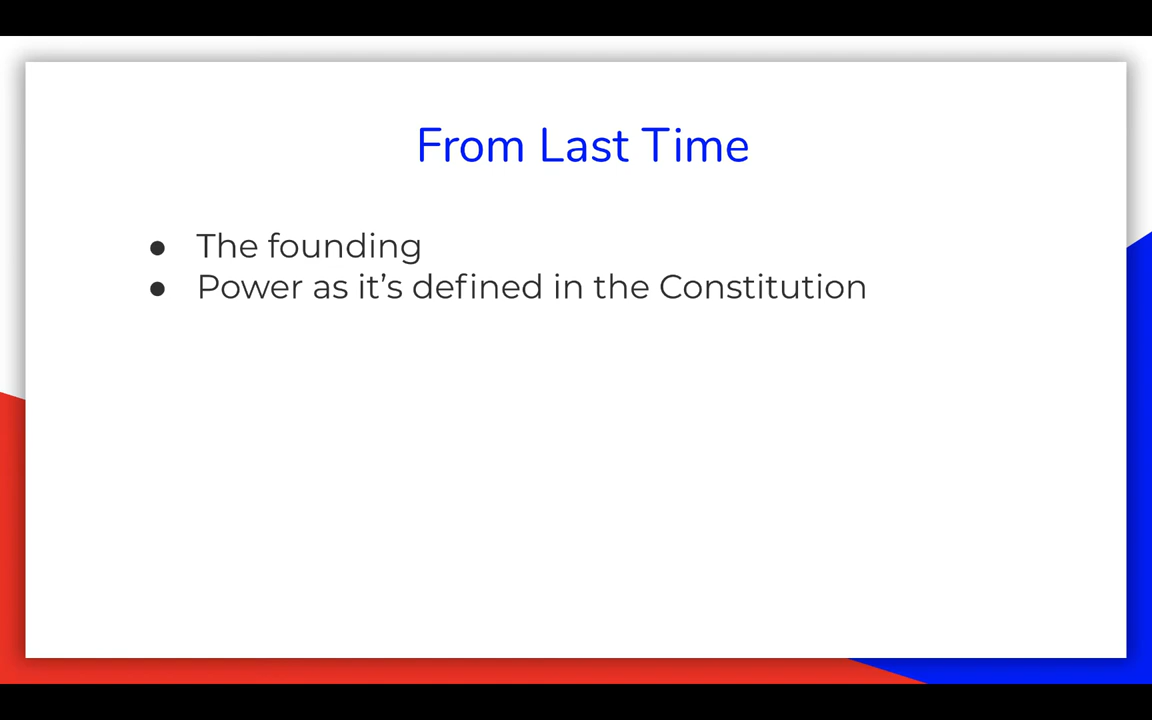 From Last Time
● The founding
● Power as it’s defined in the Constitution